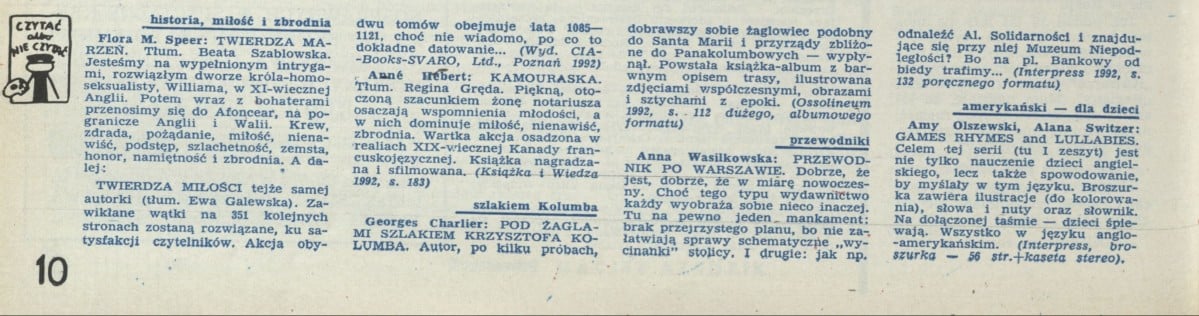 CZYTAĆ
albo
NIE CZYTAĆ
historia, miłość i zbrodnia
Flora M. Speer: TWIERDZA MA-
RZEŃ. Tłum. Beata Szablowska.
Jesteśmy na wypełnionym intryga-
mi, rozwiązłym dworze króla-homo-
seksualisty, Williama, w XI-wiecznej
Anglii. Potem wraz z bohaterami
przenosimy się do Afoncear, na po-
granicze Anglii i Walii. Krew,
zdrada, pożądanie, miłość, niena-
wiść, podstęp, szlachetność, zemsta,
honor, namiętność i zbrodnia. A da-
lej:
TWIERDZA MIŁOŚCI tejże samej
autorki (tłum. Ewa Galewska). Za-
wikłane wątki na 351 kolejnych
stronach zostaną rozwiązane, ku sa-
tysfakcji czytelników. Akcja oby-
10
dwu tomów obejmuje lata 1085—
1121, choć nie wiadomo, po co to
dokładne datowanie... (Wyd. CIA-
-Books-SVARO, Ltd., Poznań 1992)
Anné Hébert: KAMOURASKA.
Tłum. Regina Gręda. Piękną, oto-
czoną szacunkiem żonę notariusza
osaczają wspomnienia młodości, a
w nich dominuje miłość, nienawiść,
zbrodnia. Wartka akcja osadzona w
realiach XIX-wiecznej Kanady fran-
cuskojęzycznej. Książka nagradza-
na i sfilmowana. (Książka i Wiedza
1992, s. 183)
szlakiem Kolumba
Georges Charlier: POD ŻAGLA-
MI SZLAKIEM KRZYSZTOFA KO-
LUMBA. Autor, po kilku próbach,
dobrawszy sobie żaglowiec podobny
do Santa Marii i przyrządy zbliżo-
ne do Panakolumbowych — wypły-
nął. Powstała książka-album z bar-
wnym opisem trasy, ilustrowana
zdjęciami współczesnymi, obrazami
i sztychami z epoki. (Ossolineum
1992, s. 112 dużego, albumowego
formatu)
przewodniki
Anna Wasilkowska: PRZEWOD-
NIK PO WARSZAWIE. Dobrze, że
jest, dobrze, że w miarę nowoczes-
ny. Choć tego typu wydawnictwo
każdy wyobraża sobie nieco inaczej.
Tu na pewno jeden mankament:
brak przejrzystego planu, bo nie za-
łatwiają sprawy schematyczne „wy-
cinanki” stolicy. I drugie: jak np.
odnaleźć Al. Solidarności i znajdu-
jące się przy niej Muzeum Niepod-
ległości? Bo na pl. Bankowy od
biedy trafimy... (Interpress 1992, s.
132 poręcznego formatu)
amerykański — dla dzieci
Amy Olszewski, Alana Switzer:
GAMES RHYMES and LULLABIES.
Celem tej serii (tu I zeszyt) jest
nie tylko nauczenie dzieci angiel-
skiego, lecz także spowodowanie,
by myślały w tym języku. Broszur-
ka zawiera ilustracje (do kolorowa-
nia), słowa i nuty oraz słownik.
Na dołączonej taśmie — dzieci śpie-
wają. Wszystko w języku anglo-
-amerykańskim. (Interpress, bro-
szurka — 56 str.+kaseta stereo).